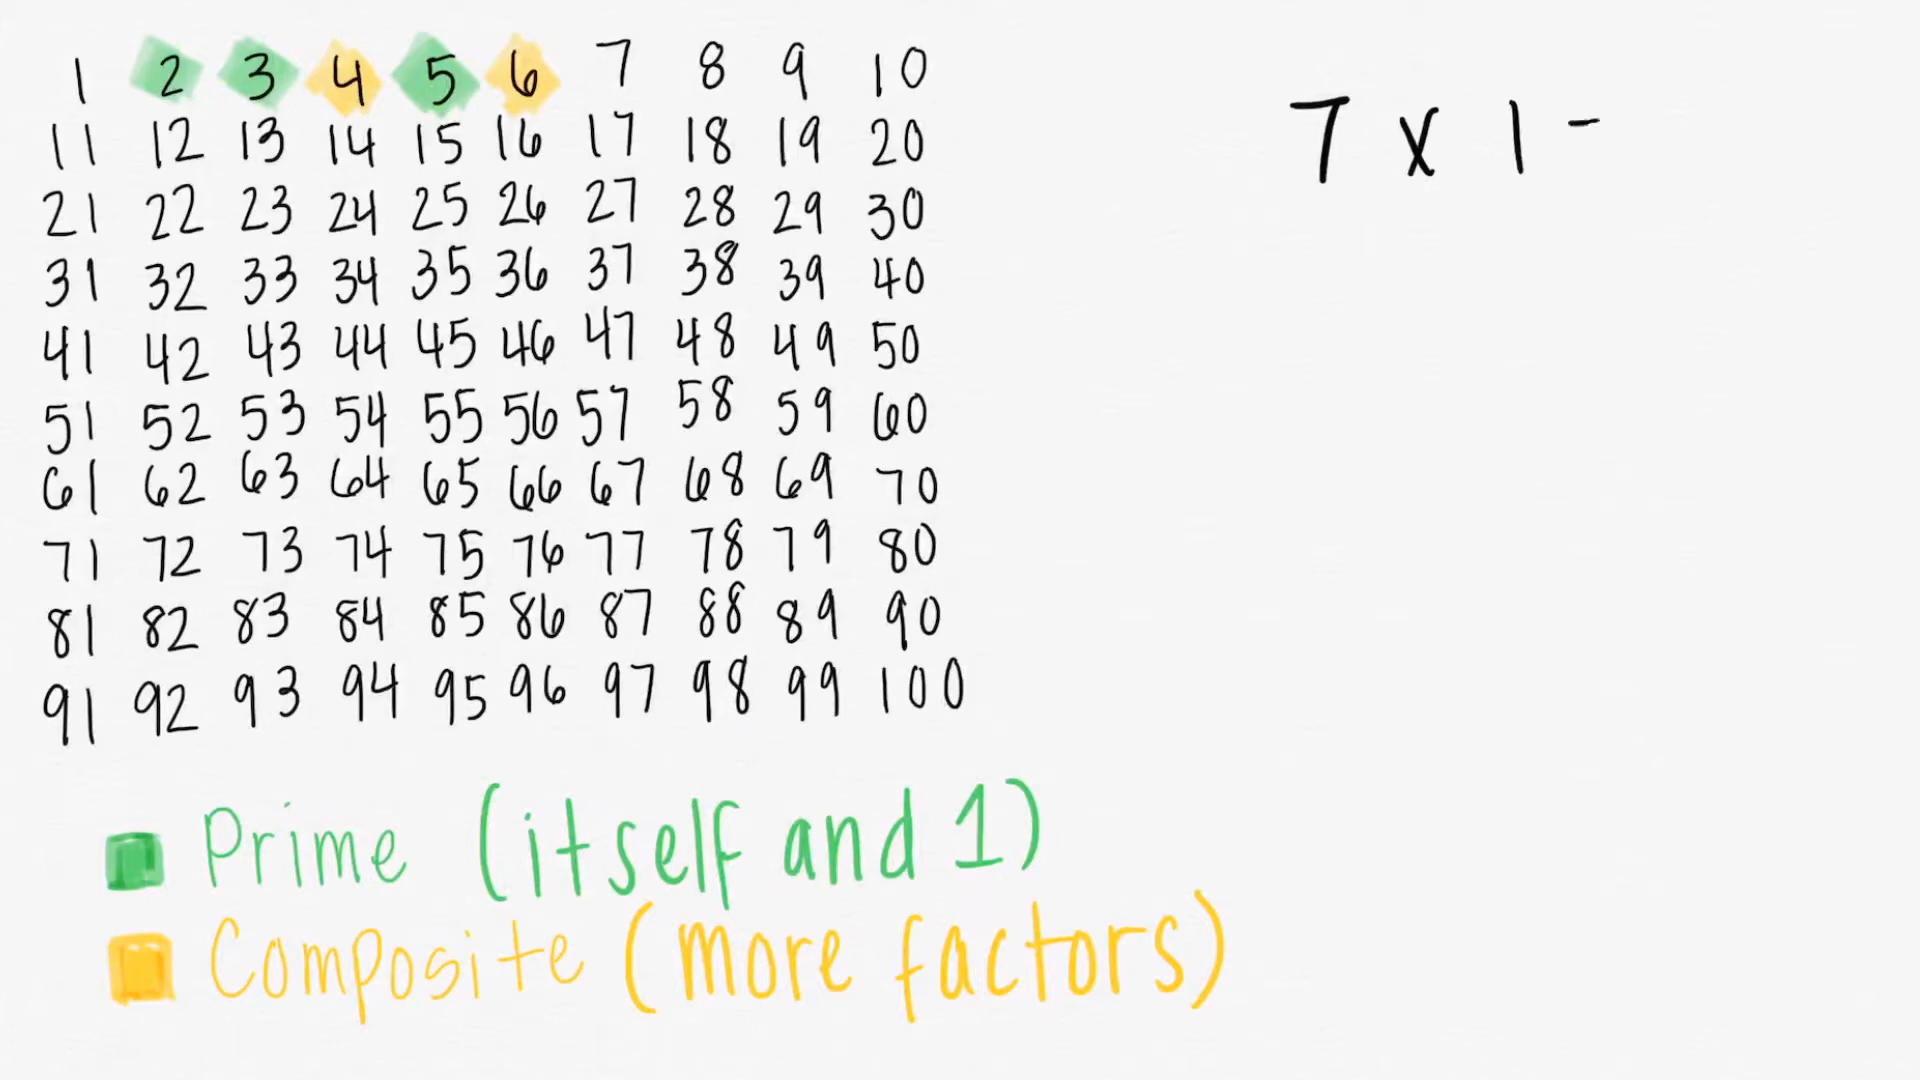 1 2 3 4 5 6 7 8 9 10
11 12 13 14 15 16 17 18 19 20
21 22 23 24 25 26 27 28 29 30
31 32 33 34 35 36 37 38 39 40
41 42 43 44 45 46 47 48 49 50
51 52 53 54 55 56 57 58 59 60
61 62 63 64 65 66 67 68 69 70
71 72 73 74 75 76 77 78 79 80
81 82 83 84 85 86 87 88 89 90
91 92 93 94 95 96 97 98 99 100
7 x 1 -
Prime (itself and 1)
Composite (more factors)